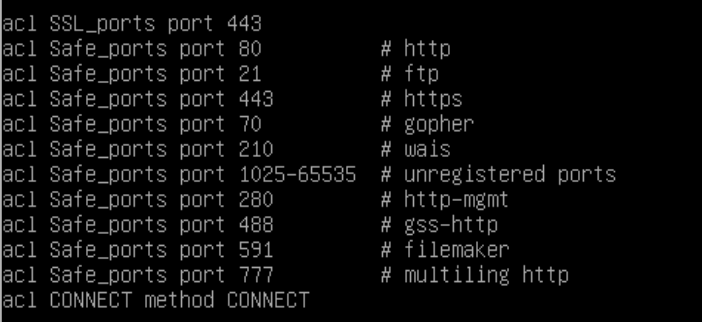 acl SSL_ports port 443
acl Safe_ports port 80 # http
acl Safe_ports port 21 # ftp
acl Safe_ports port 443 # https
acl Safe_ports port 70 # gopher
acl Safe_ports port 210 # wais
acl Safe_ports port 1025-65535 # unregistered ports
acl Safe_ports port 280 # http-mgmt
acl Safe_ports port 488 # gss-http
acl Safe_ports port 591 # filemaker
acl Safe_ports port 777 # multiling http
acl CONNECT method CONNECT